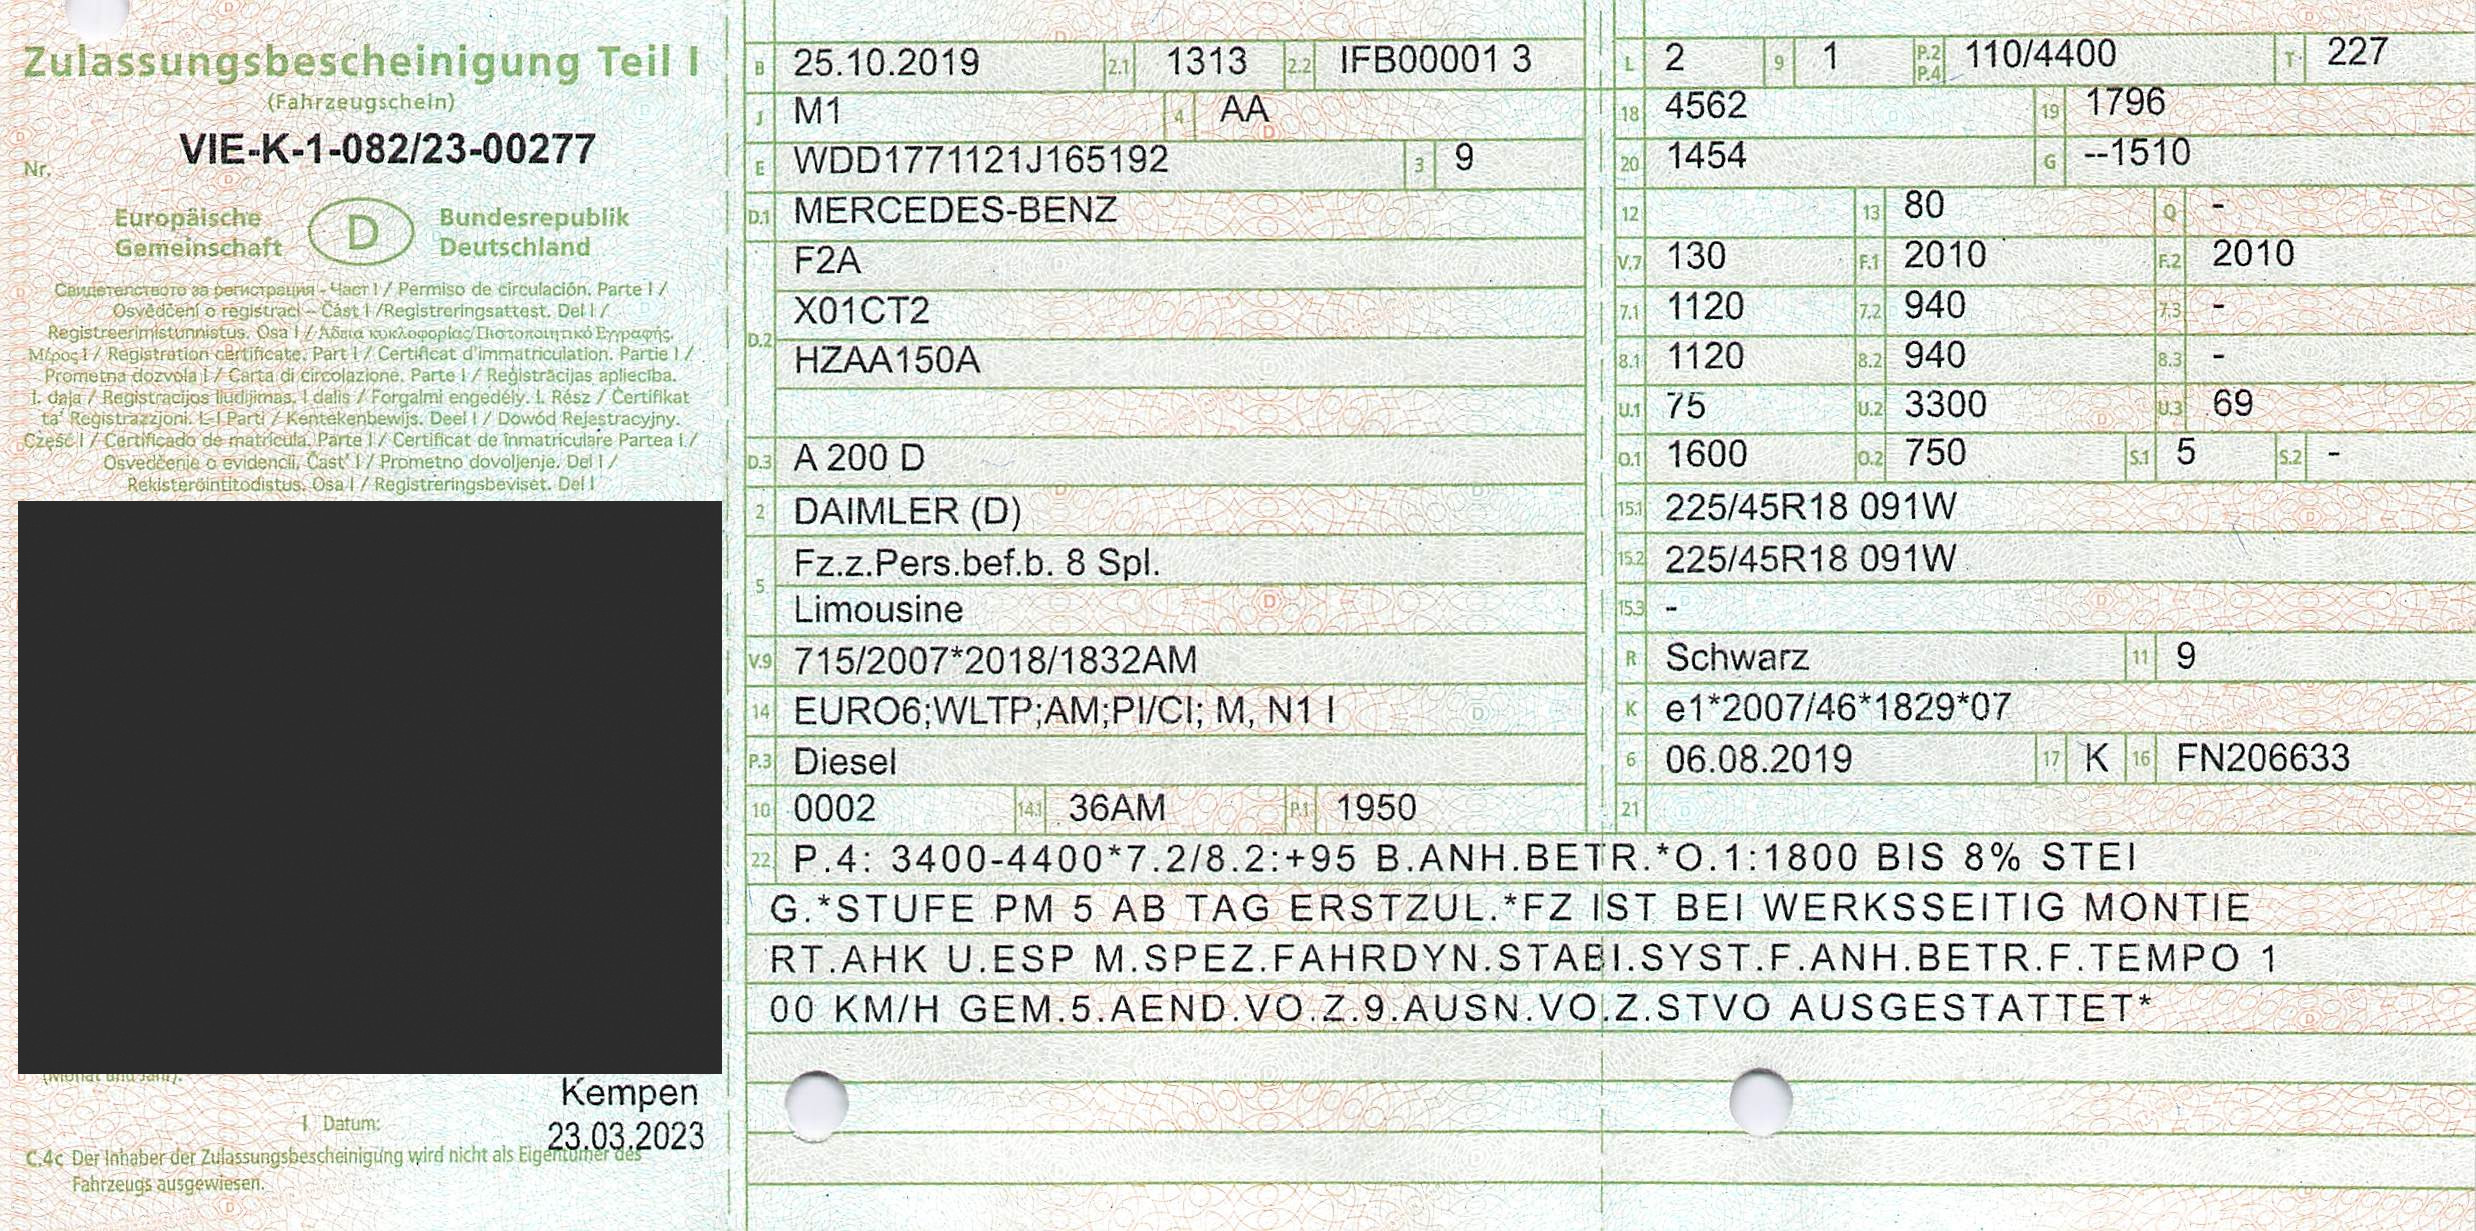 Zulassungsbescheinigung Teil I
(Fahrzeugschein)
Nr. VIE-K-1-082/23-00277
Europäische Gemeinschaft D Bundesrepublik Deutschland
Свидетелството за регистрация - Част I / Permiso de circulación. Parte I /
Osvědčení o registraci – Část I /Registreringsattest. Del I /
Registreerimistunnistus. Osa I / Άδεια κυκλοφορίας/Πιστοποιητικό Εγγραφής.
Μέρος I / Registration certificate. Part I / Certificat d'immatriculation. Partie I /
Prometna dozvola I / Carta di circolazione. Parte I / Reģistrācijas apliecība.
I. daļa / Registracijos liudijimas. I dalis / Forgalmi engedély. I. Rész / Ċertifikat
ta' Reġistrazzjoni. L-I Parti / Kentekenbewijs. Deel I / Dowód Rejestracyjny.
Część I / Certificado de matrícula. Parte I / Certificat de înmatriculare Partea I /
Osvedčenie o evidencii. Časť I / Prometno dovoljenje. Del I /
Rekisteröintitodistus. Osa I / Registreringsbeviset. Del I
(Monat und Jahr).
Kempen
I Datum: 23.03.2023
C.4c Der Inhaber der Zulassungsbescheinigung wird nicht als Eigentümer des
Fahrzeugs ausgewiesen.
B 25.10.2019 2.1 1313 2.2 IFB00001 3
J M1 4 AA
E WDD1771121J165192 3 9
D.1 MERCEDES-BENZ
F2A
D.2 X01CT2
HZAA150A
D.3 A 200 D
2 DAIMLER (D)
5 Fz.z.Pers.bef.b. 8 Spl.
Limousine
V.9 715/2007*2018/1832AM
14 EURO6;WLTP;AM;PI/CI; M, N1 I
P.3 Diesel
10 0002 14.1 36AM P.1 1950
L 2 9 1 P.2 P.4 110/4400 T 227
18 4562 19 1796
20 1454 G --1510
12 13 80 Q -
V.7 130 F.1 2010 F.2 2010
7.1 1120 7.2 940 7.3 -
8.1 1120 8.2 940 8.3 -
U.1 75 U.2 3300 U.3 69
O.1 1600 O.2 750 S.1 5 S.2 -
15.1 225/45R18 091W
15.2 225/45R18 091W
15.3 -
R Schwarz 11 9
K e1*2007/46*1829*07
6 06.08.2019 17 K 16 FN206633
21
22 P.4: 3400-4400*7.2/8.2:+95 B.ANH.BETR.*O.1:1800 BIS 8% STEI
G.*STUFE PM 5 AB TAG ERSTZUL.*FZ IST BEI WERKSSEITIG MONTIE
RT.AHK U.ESP M.SPEZ.FAHRDYN.STABI.SYST.F.ANH.BETR.F.TEMPO 1
00 KM/H GEM.5.AEND.VO.Z.9.AUSN.VO.Z.STVO AUSGESTATTET*